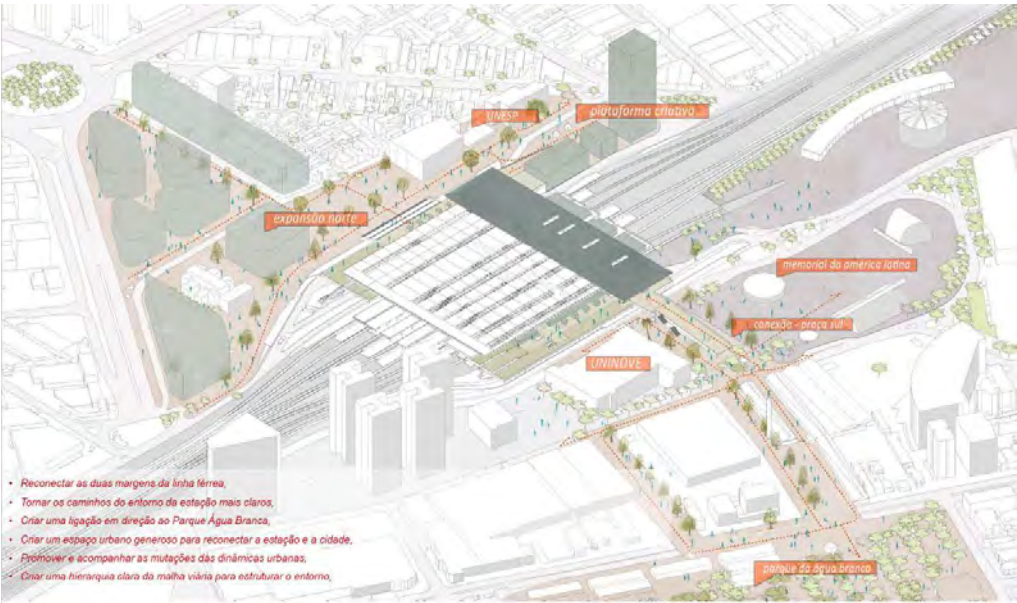 UNESP
plataforma criativa
expansão norte
memorial da américa latina
conexão - praça sul
UNINOVE
• Reconectar as duas margens da linha férrea,
• Tornar os caminhos do entorno da estação mais claros,
• Criar uma ligação em direção ao Parque Água Branca,
• Criar um espaço urbano generoso para reconectar a estação e a cidade,
• Promover e acompanhar as mutações das dinâmicas urbanas,
• Criar uma hierarquia clara da malha viária para estruturar o entorno,
parque da água branca